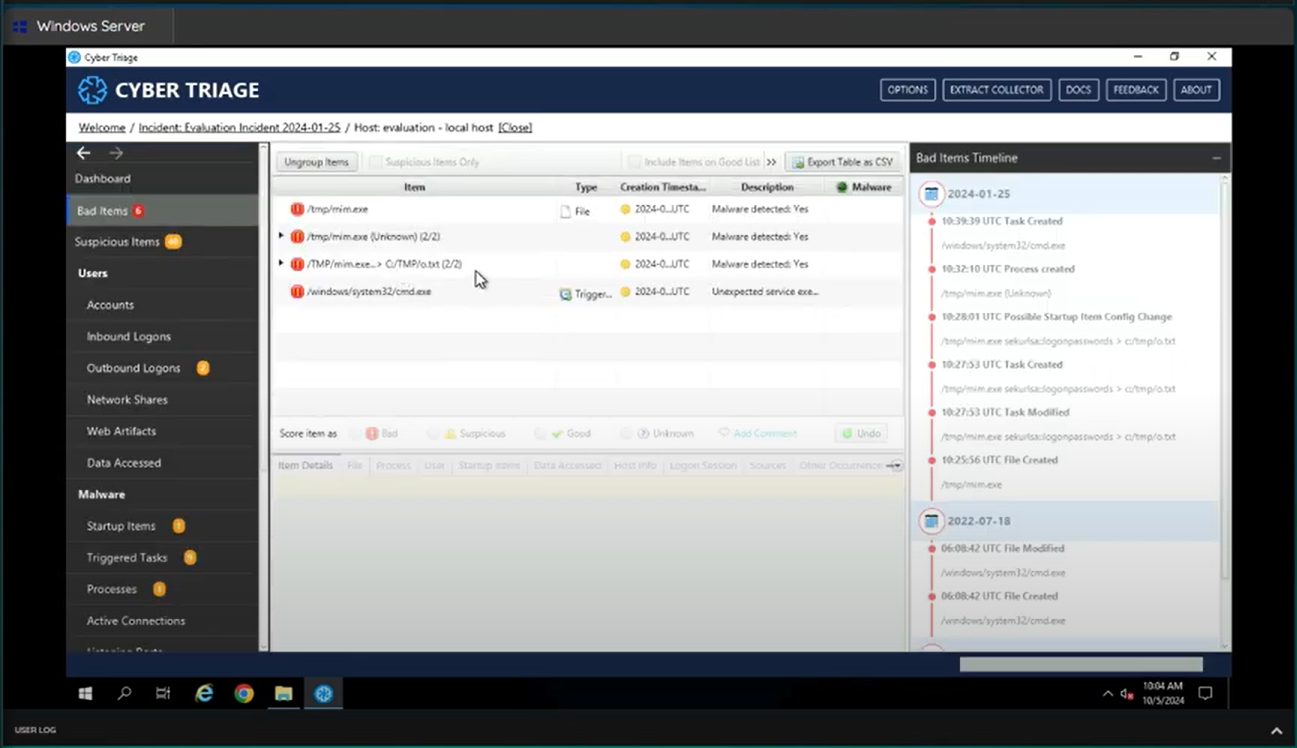 Windows Server
Cyber Triage
CYBER TRIAGE
OPTIONS
EXTRACT COLLECTOR
DOCS
FEEDBACK
ABOUT
Welcome / Incident: Evaluation Incident 2024-01-25 / Host: evaluation - local host [Close]
Dashboard
Bad Items 6
Suspicious Items
Users
Accounts
Inbound Logons
Outbound Logons 2
Network Shares
Web Artifacts
Data Accessed
Malware
Startup Items 1
Triggered Tasks
Processes 1
Active Connections
Listening Ports
Ungroup Items
Suspicious Items Only
Include Items on Good List >>
Export Table as CSV
Item Type Creation Timesta... Description Malware
/tmp/mim.exe File 2024-0...UTC Malware detected: Yes
/tmp/mim.exe (Unknown) (2/2) 2024-0...UTC Malware detected: Yes
/TMP/mim.exe...> C:/TMP/o.txt (2/2) 2024-0...UTC Malware detected: Yes
/windows/system32/cmd.exe Trigger... 2024-0...UTC Unexpected service exe...
Score item as Bad Suspicious Good Unknown Add Comment Undo
Item Details File Process User Startup Items Data Accessed Host Info Logon Session Sources Other Occurrence
Bad Items Timeline
2024-01-25
10:39:39 UTC Task Created
/windows/system32/cmd.exe
10:32:10 UTC Process created
/tmp/mim.exe (Unknown)
10:28:01 UTC Possible Startup Item Config Change
/tmp/mim.exe sekurlsa::logonpasswords > c:/tmp/o.txt
10:27:53 UTC Task Created
/tmp/mim.exe sekurlsa::logonpasswords > c:/tmp/o.txt
10:27:53 UTC Task Modified
/tmp/mim.exe sekurlsa::logonpasswords > c:/tmp/o.txt
10:25:56 UTC File Created
/tmp/mim.exe
2022-07-18
06:08:42 UTC File Modified
/windows/system32/cmd.exe
06:08:42 UTC File Created
/windows/system32/cmd.exe
10:04 AM
10/5/2024
USER LOG